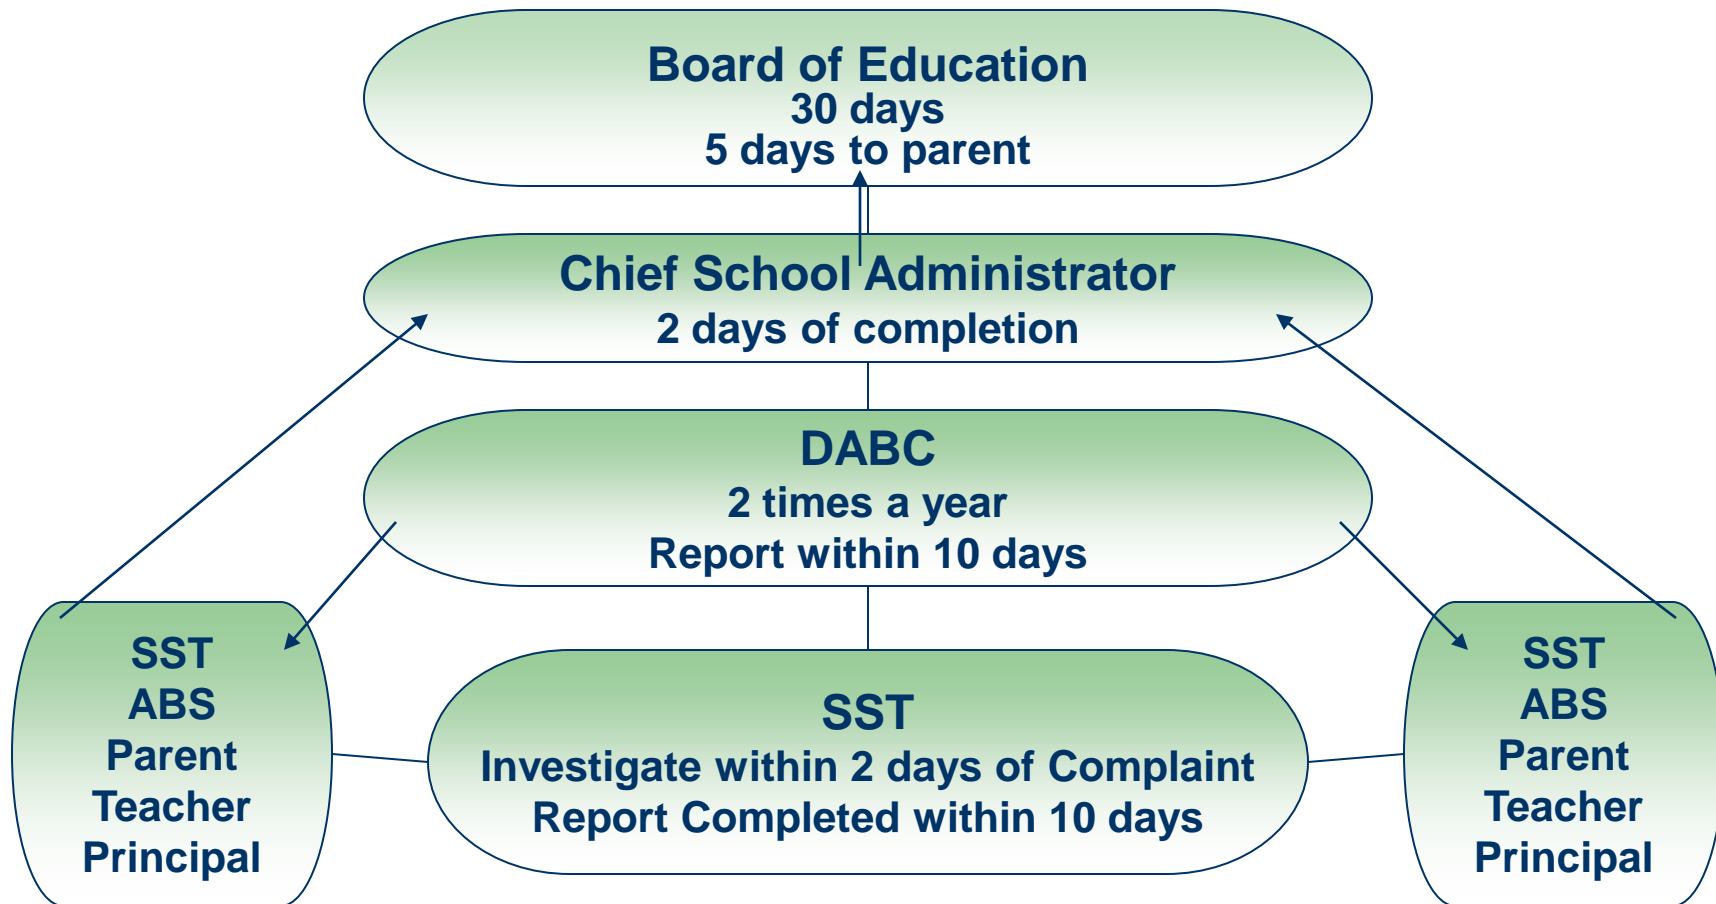 Board of Education
30 days
5 days to parent
Chief School Administrator
2 days of completion
DABC
2 times a year
Report within 10 days
SST
ABS
Parent
Teacher
Principal
SST
Investigate within 2 days of Complaint
Report Completed within 10 days
SST
ABS
Parent
Teacher
Principal